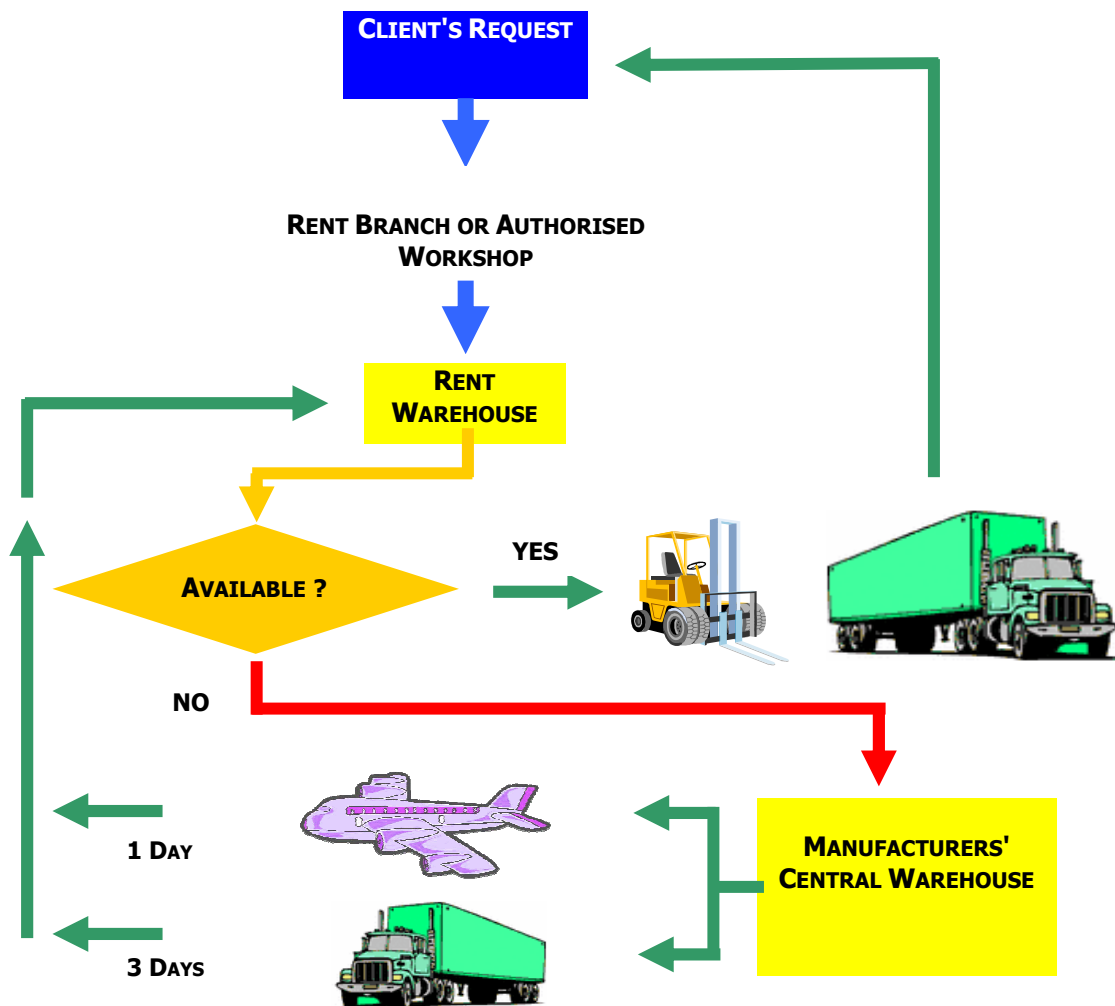 CLIENT'S REQUEST
RENT BRANCH OR AUTHORISED
WORKSHOP
RENT
WAREHOUSE
AVAILABLE ?
YES
NO
1 DAY
MANUFACTURERS'
CENTRAL WAREHOUSE
3 DAYS